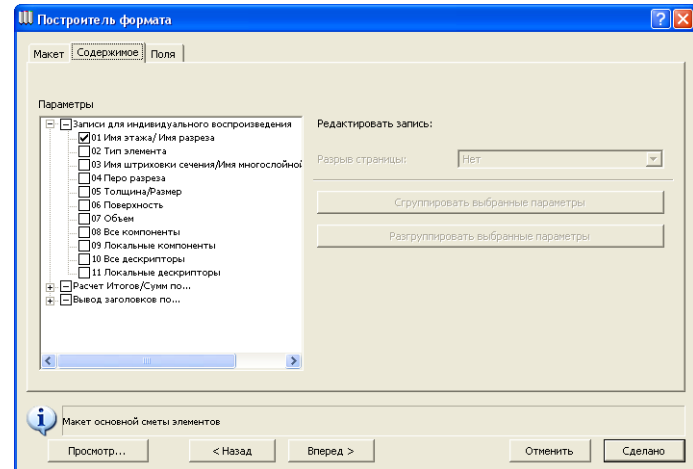 Построитель формата
Макет Содержимое Поля
Параметры
Записи для индивидуального воспроизведения
01 Имя этажа/ Имя разреза
02 Тип элемента
03 Имя штриховки сечения/Имя многослойной
04 Перо разреза
05 Толщина/Размер
06 Поверхность
07 Объем
08 Все компоненты
09 Локальные компоненты
10 Все дескрипторы
11 Локальные дескрипторы
Расчет Итогов/Сумм по...
Вывод заголовков по...
Редактировать запись:
Разрыв страницы: Нет
Сгруппировать выбранные параметры
Разгруппировать выбранные параметры
Макет основной сметы элементов
Просмотр... < Назад Вперед > Отменить Сделано